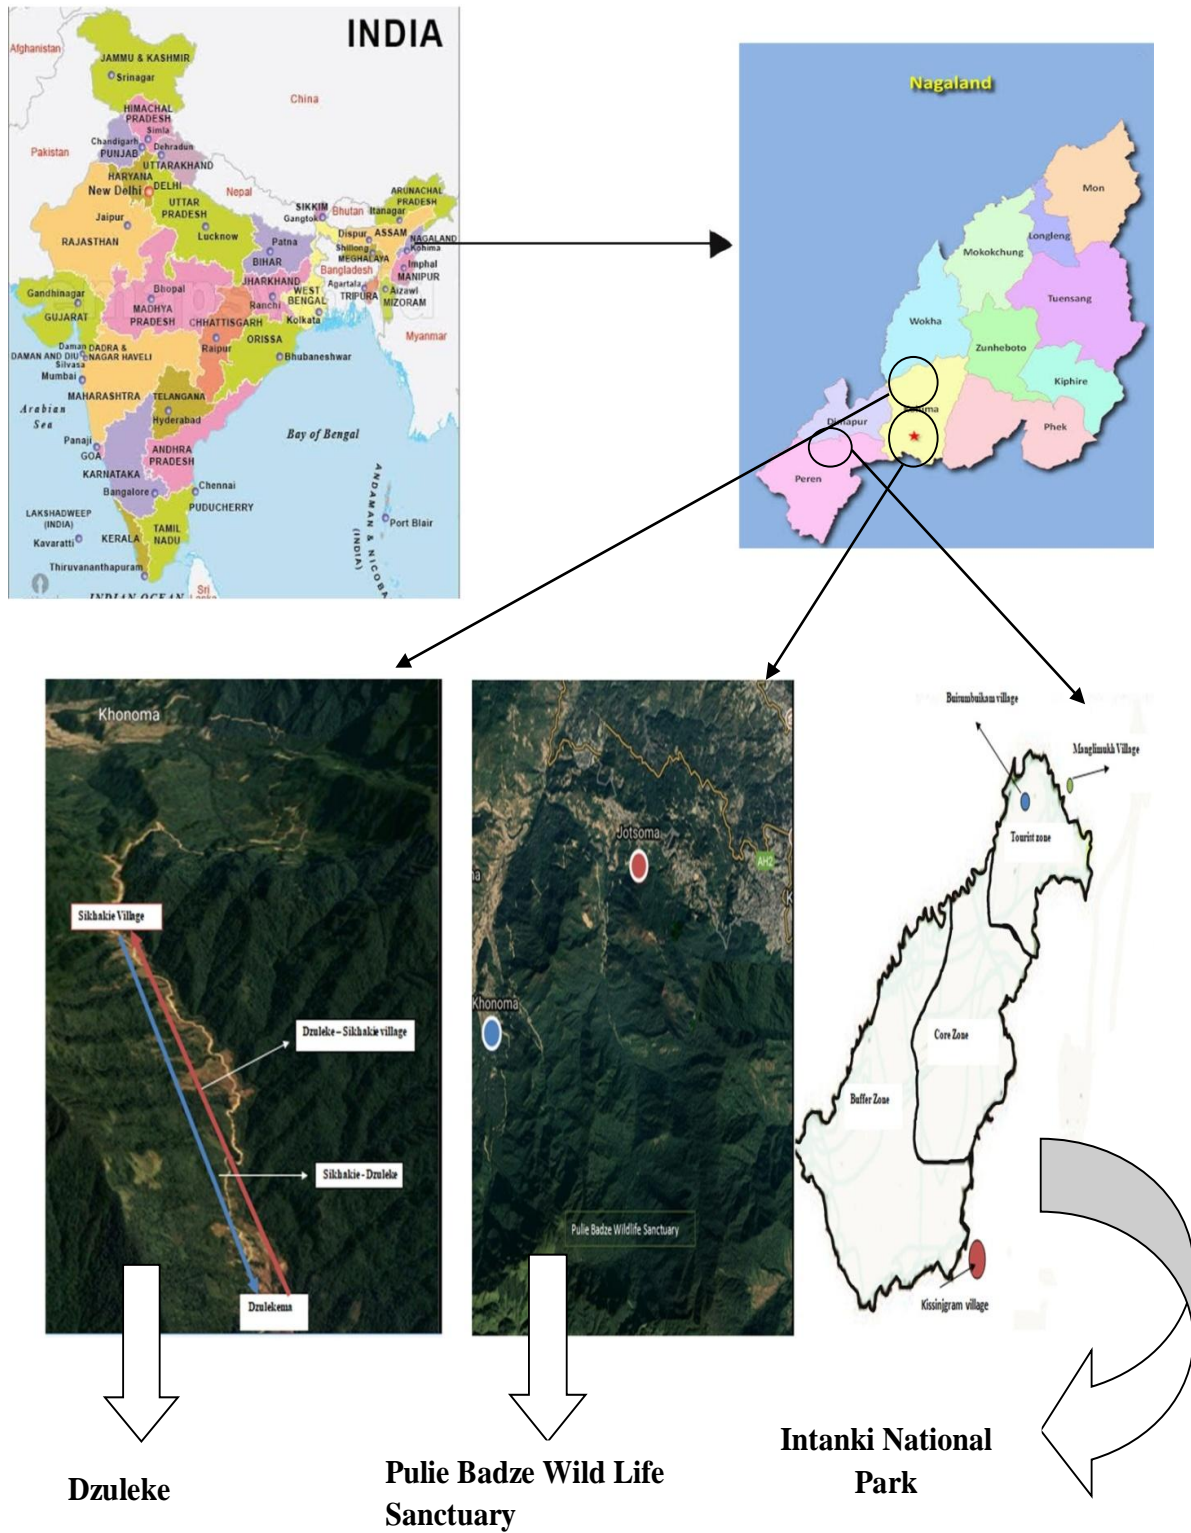 INDIA
Afghanistan
JAMMU & KASHMIR
Srinagar
China
HIMACHAL
PRADESH
Simla
Chandigarh
PUNJAB
Dehradun
Pakistan
UTTARAKHAND
HARYANA
New Delhi
DELHI
Nepal
UTTAR
PRADESH
Lucknow
Jaipur
RAJASTHAN
SIKKIM
Gangtok
Bhutan
ARUNACHAL
PRADESH
Itanagar
Dispur
ASSAM
NAGALAND
Kohima
Shillong
MEGHALAYA
Imphal
MANIPUR
Patna
BIHAR
Bangladesh
Agartala
TRIPURA
Aizawl
MIZORAM
JHARKHAND
Ranchi
WEST
BENGAL
Kolkata
Gandhinagar
GUJARAT
Bhopal
MADHYA
PRADESH
CHHATTISGARH
Raipur
ORISSA
Bhubaneshwar
Myanmar
Daman
DAMAN AND DIU
Silvasa
DADRA &
NAGAR HAVELI
Mumbai
MAHARASHTRA
TELANGANA
Hyderabad
Arabian
Sea
Bay of Bengal
Panaji
GOA
KARNATAKA
ANDHRA
PRADESH
Bangalore
Chennai
PUDUCHERRY
LAKSHADWEEP
(INDIA)
Kavaratti
KERALA
TAMIL
NADU
Thiruvananthapuram
ANDAMAN & NICOBA
(INDIA)
Port Blair
INDIAN OCEAN
Sri
Nagaland
Mon
Longleng
Mokokchung
Tuensang
Wokha
Zunheboto
Kiphire
Dimapur
Phek
Peren
Khonoma
Sikhakie Village
Dzuleke – Sikhakie village
Sikhakie - Dzuleke
Dzulekema
Jotsoma
AH2
Khonoma
Pulie Badze Wildlife Sanctuary
Buisumbuikam village
Manglimukh Village
Tourist zone
Core Zone
Buffer Zone
Kissinjgram village
Dzuleke
Pulie Badze Wild Life
Sanctuary
Intanki National
Park